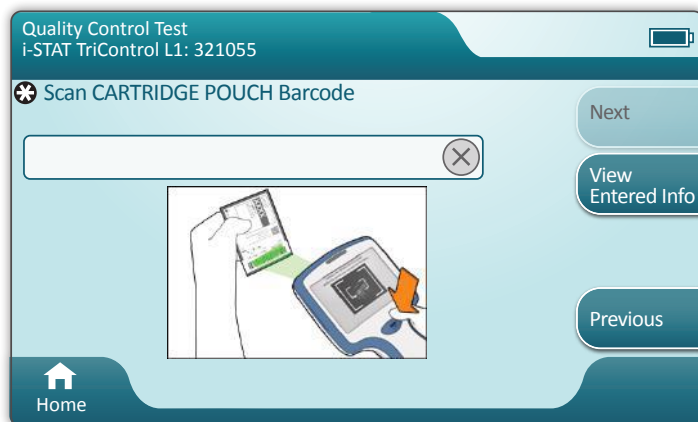 Quality Control Test
i-STAT TriControl L1: 321055
Scan CARTRIDGE POUCH Barcode
Next
View
Entered Info
Previous
Home